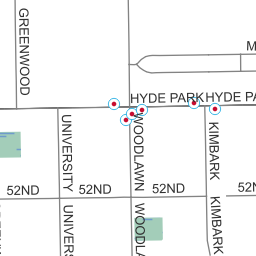 GREENWOOD
M
HYDE PARK
HYDE PA
UNIVERSITY
WOODLAWN
KIMBARK
52ND
52ND
52ND
52N
UNIVERS
WOODLA
KIMBARK